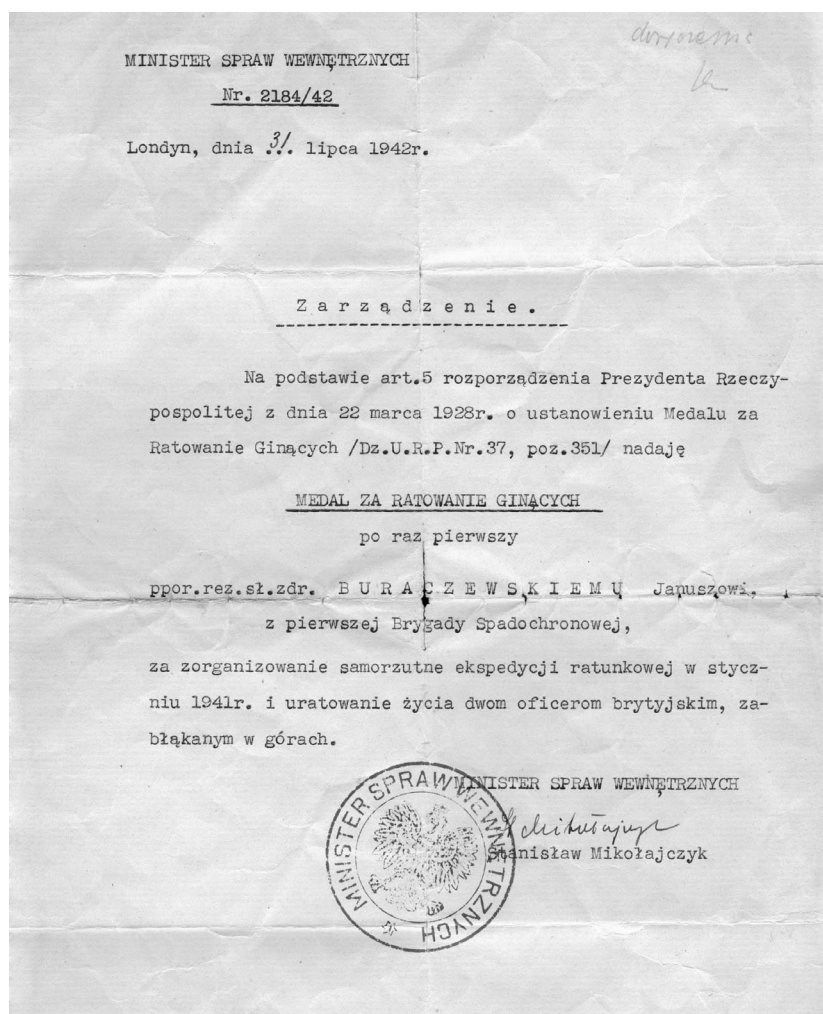 doręczenie
MINISTER SPRAW WEWNĘTRZNYCH
Nr. 2184/42
Londyn, dnia 31. lipca 1942r.
Zarządzenie.
Na podstawie art.5 rozporządzenia Prezydenta Rzeczy-
pospolitej z dnia 22 marca 1928r. o ustanowieniu Medalu za
Ratowanie Ginących /Dz.U.R.P.Nr.37, poz.351/ nadaję
MEDAL ZA RATOWANIE GINĄCYCH
po raz pierwszy
ppor.rez.sł.zdr. BURACZEWSKIEMU Januszowi.
z pierwszej Brygady Spadochronowej,
za zorganizowanie samorzutne ekspedycji ratunkowej w stycz-
niu 1941r. i uratowanie życia dwom oficerom brytyjskim, za-
błąkanym w górach.
MINISTER SPRAW WEWNĘTRZNYCH
Stanisław Mikołajczyk
MINISTER SPRAW WEWNĘTRZNYCH